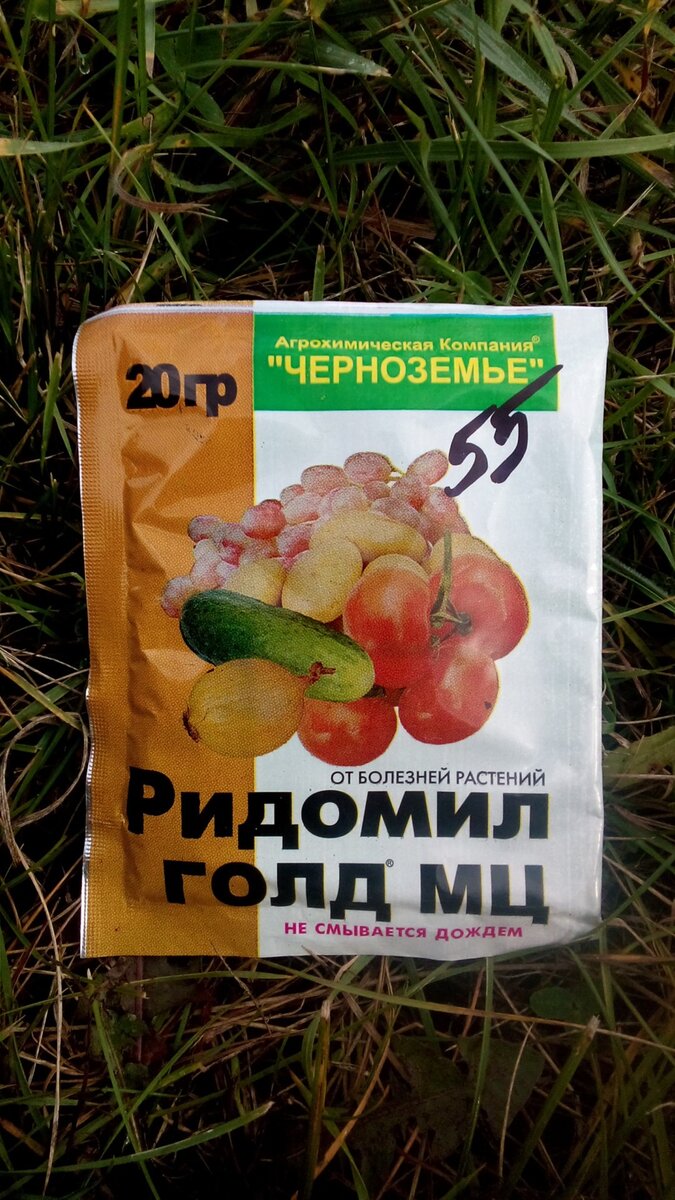 20гр
Агрохимическая Компания®
"ЧЕРНОЗЕМЬЕ"
55
ОТ БОЛЕЗНЕЙ РАСТЕНИЙ
Ридомил
голд® МЦ
НЕ СМЫВАЕТСЯ ДОЖДЕМ